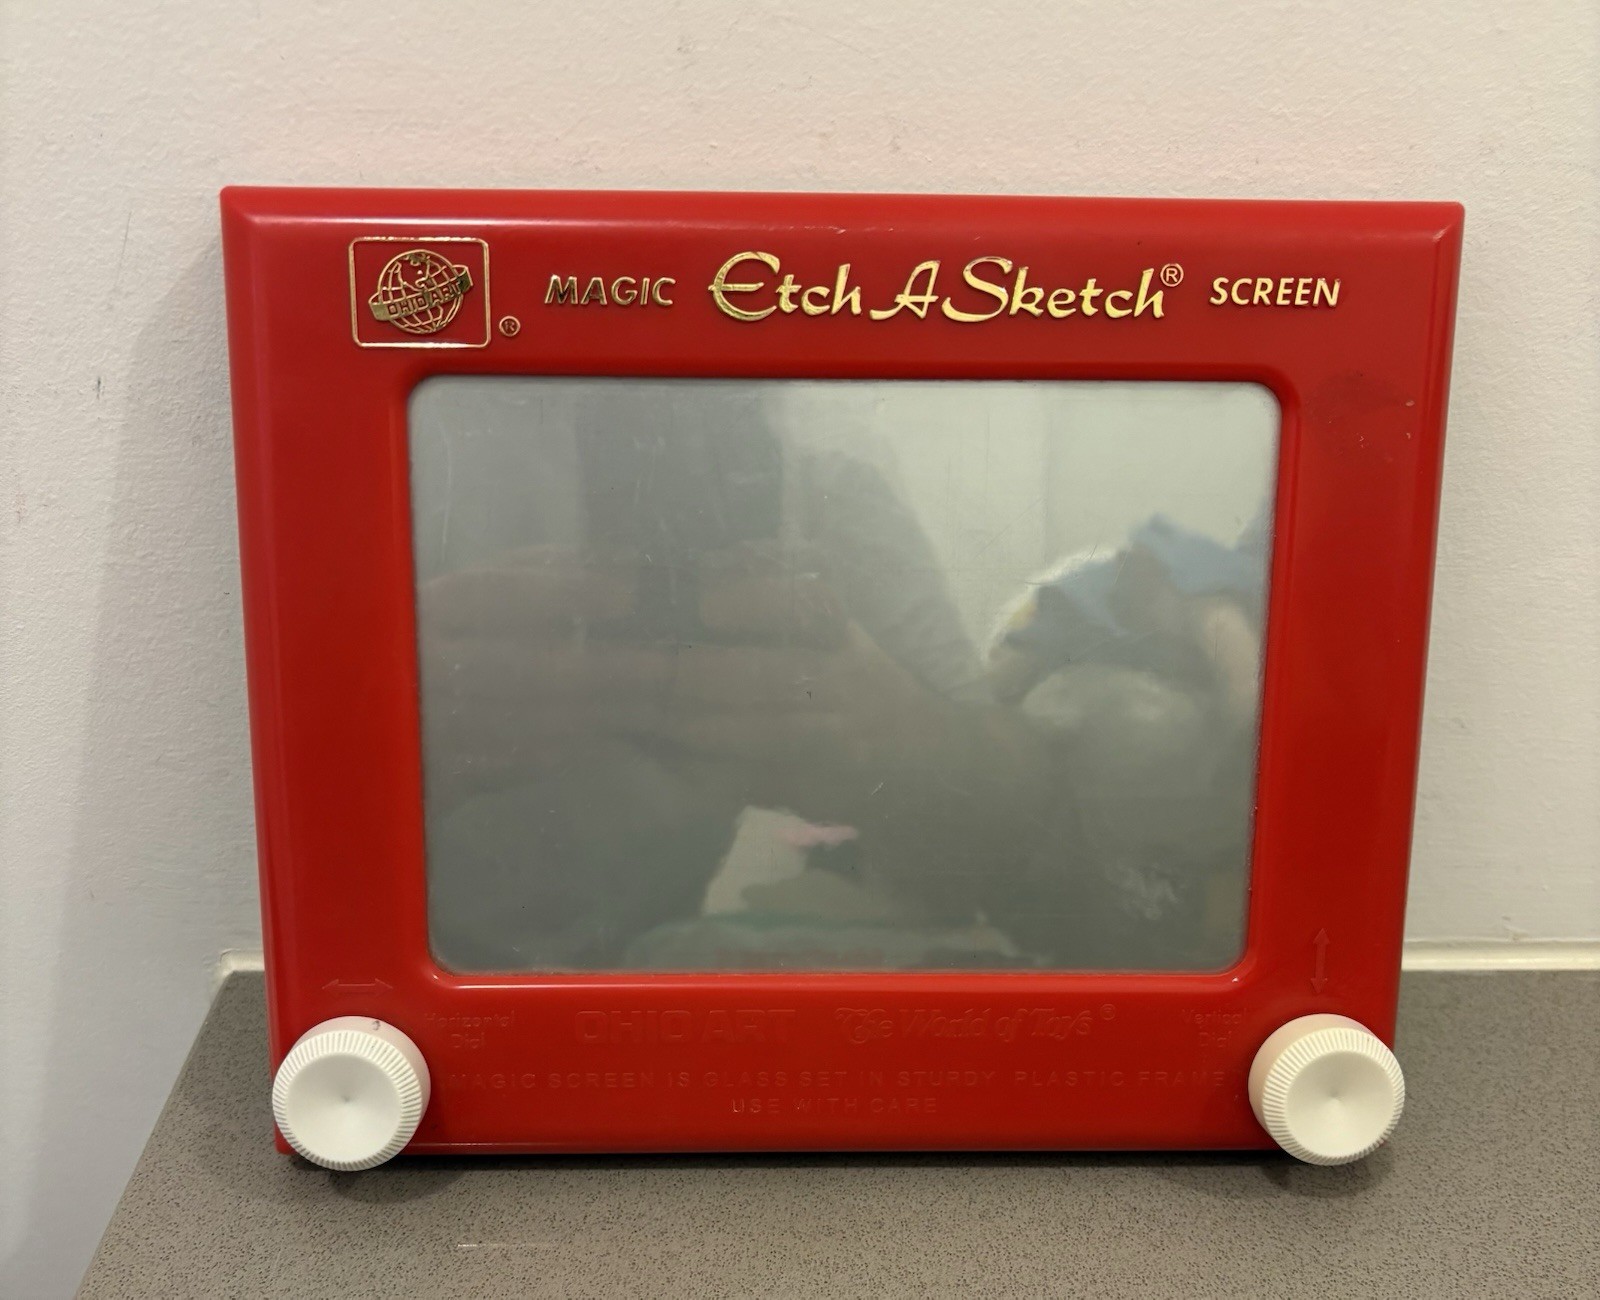 OHIO ART ®
MAGIC Etch A Sketch® SCREEN
Horizontal
Dial
OHIO ART The World of Toys®
Vertical
Dial
MAGIC SCREEN IS GLASS SET IN STURDY PLASTIC FRAME
USE WITH CARE